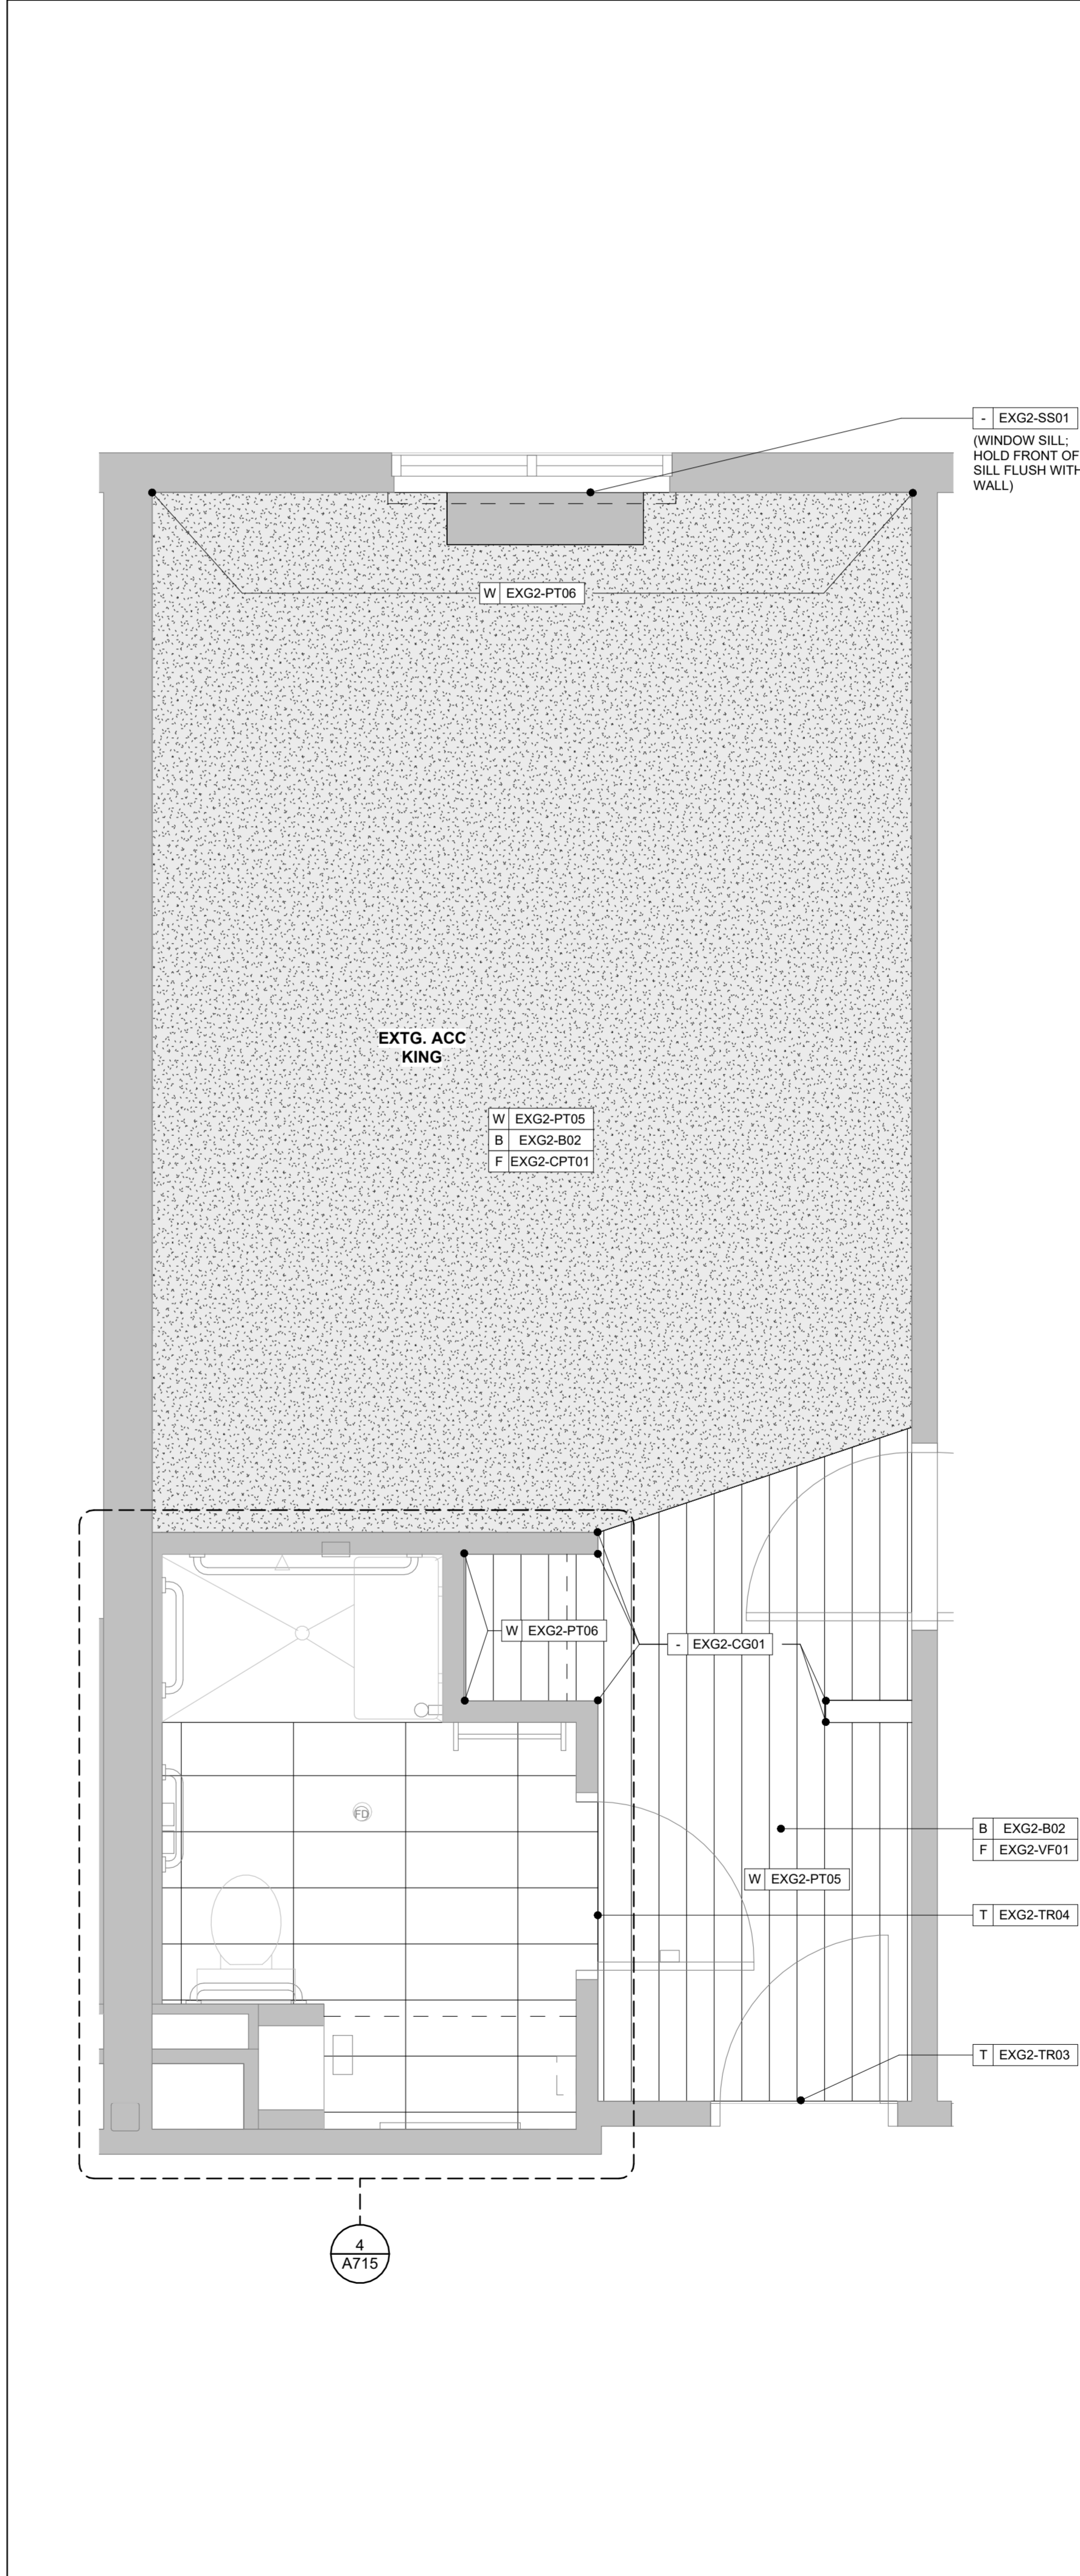 - EXG2-SS01
(WINDOW SILL;
HOLD FRONT OF
SILL FLUSH WITH
WALL)
W EXG2-PT06
EXTG. ACC
KING
W EXG2-PT05
B EXG2-B02
F EXG2-CPT01
W EXG2-PT06
- EXG2-CG01
FD
B EXG2-B02
F EXG2-VF01
W EXG2-PT05
T EXG2-TR04
T EXG2-TR03
4
A715